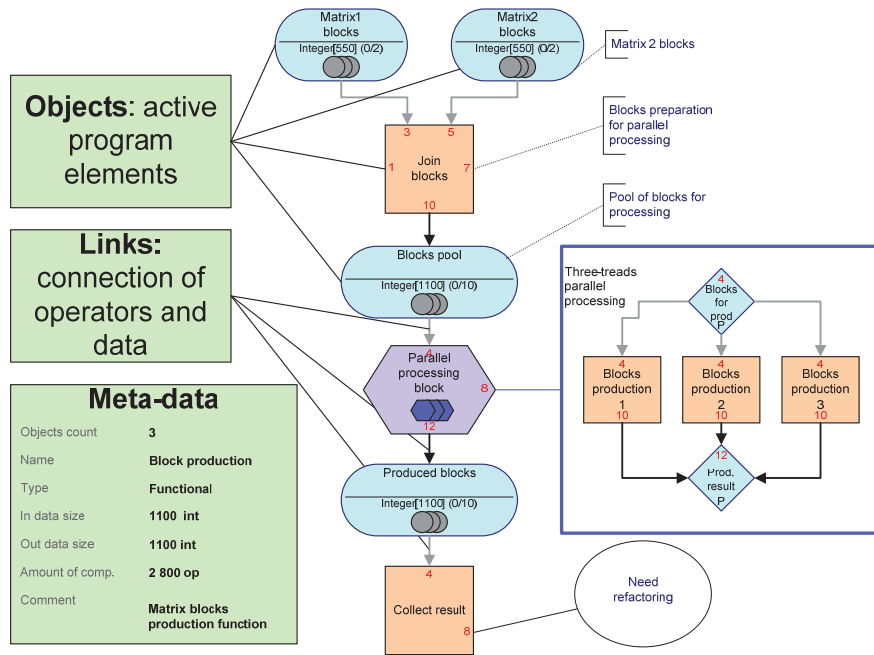 Matrix1
blocks
Integer[550] (0/2)
Matrix2
blocks
Integer[550] (0/2)
Matrix 2 blocks
Objects: active
program
elements
3
5
1
Join
blocks
7
10
Blocks preparation
for parallel
processing
Pool of blocks for
processing
Links:
connection of
operators and
data
Blocks pool
Integer[1100] (0/10)
4
Parallel
processing
block
8
12
Three-treads
parallel
processing
4
Blocks
for
prod.
P
4
Blocks
production
1
10
4
Blocks
production
2
10
4
Blocks
production
3
10
12
Prod.
result
P
Meta-data
Objects count 3
Name Block production
Type Functional
In data size 1100 int
Out data size 1100 int
Amount of comp. 2 800 op
Comment Matrix blocks
production function
Produced blocks
Integer[1100] (0/10)
4
Collect result
8
Need
refactoring